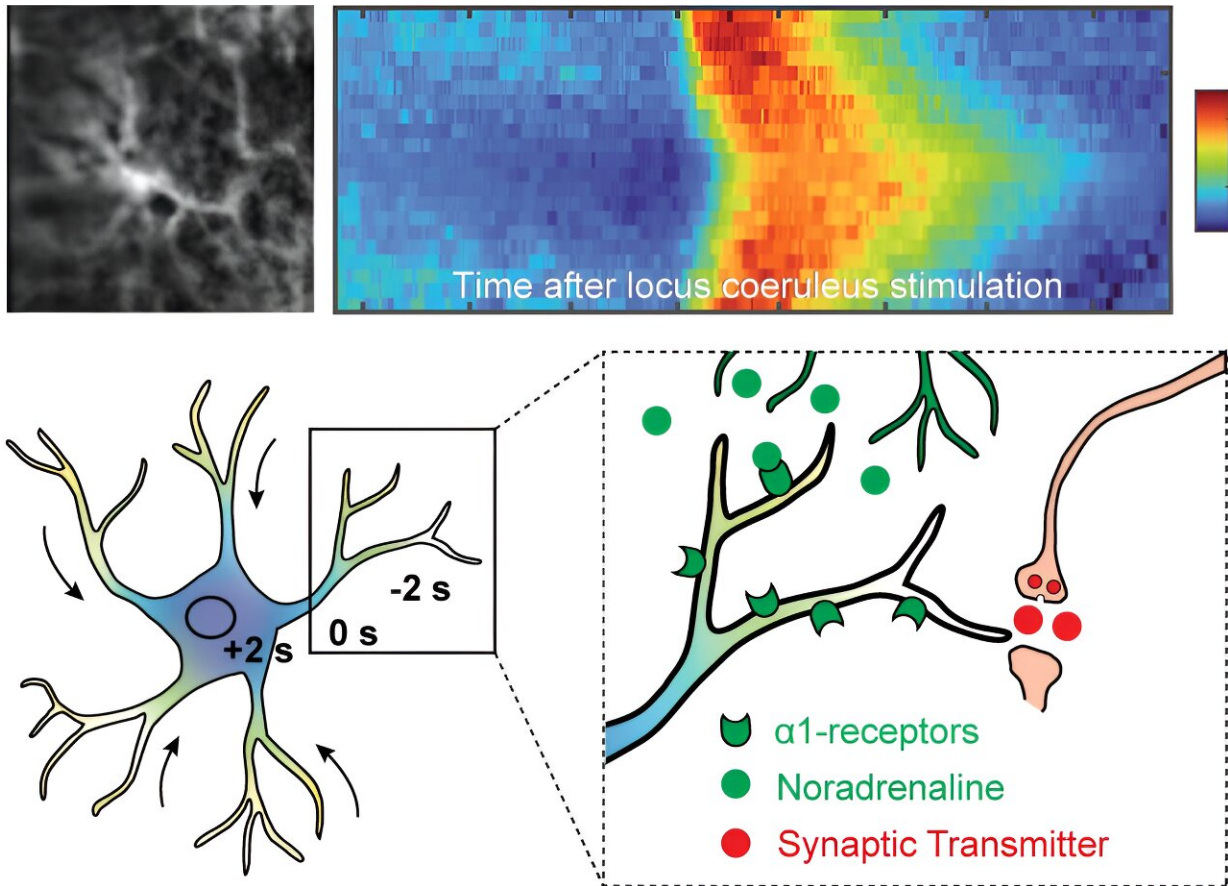 Time after locus coeruleus stimulation
-2 s
0 s
+2 s
α1-receptors
Noradrenaline
Synaptic Transmitter